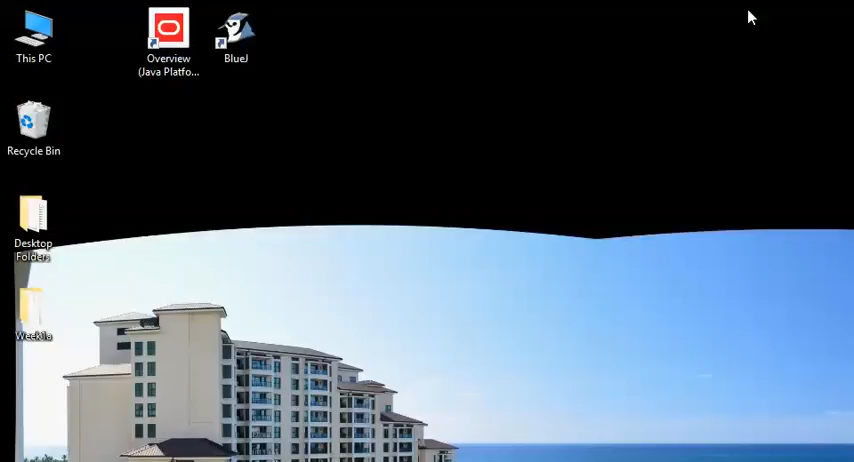 This PC
Overview
(Java Platfo...
BlueJ
Recycle Bin
Desktop
Folders
Week1a